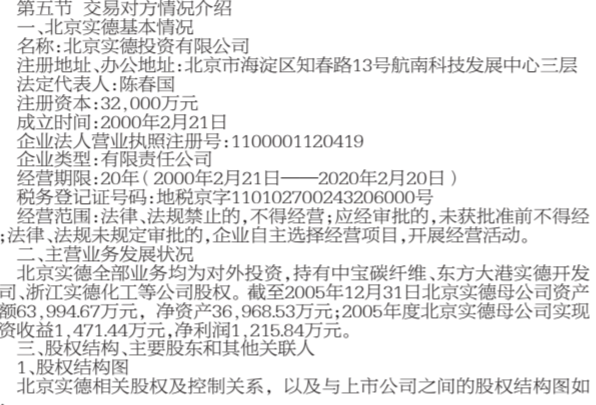 第五节 交易对方情况介绍
一、北京实德基本情况
名称:北京实德投资有限公司
注册地址、办公地址:北京市海淀区知春路13号航南科技发展中心三层
法定代表人:陈春国
注册资本:32,000万元
成立时间:2000年2月21日
企业法人营业执照注册号:1100001120419
企业类型:有限责任公司
经营期限:20年(2000年2月21日——2020年2月20日)
税务登记证号码:地税京字110102700243206000号
经营范围:法律、法规禁止的,不得经营;应经审批的,未获批准前不得经
;法律、法规未规定审批的,企业自主选择经营项目,开展经营活动。
二、主营业务发展状况
北京实德全部业务均为对外投资,持有中宝碳纤维、东方大港实德开发
司、浙江实德化工等公司股权。截至2005年12月31日北京实德母公司资产
额63,994.67万元，净资产36,968.53万元;2005年度北京实德母公司实现
资收益1,471.44万元,净利润1,215.84万元。
三、股权结构、主要股东和其他关联人
1、股权结构图
北京实德相关股权及控制关系，以及与上市公司之间的股权结构图如